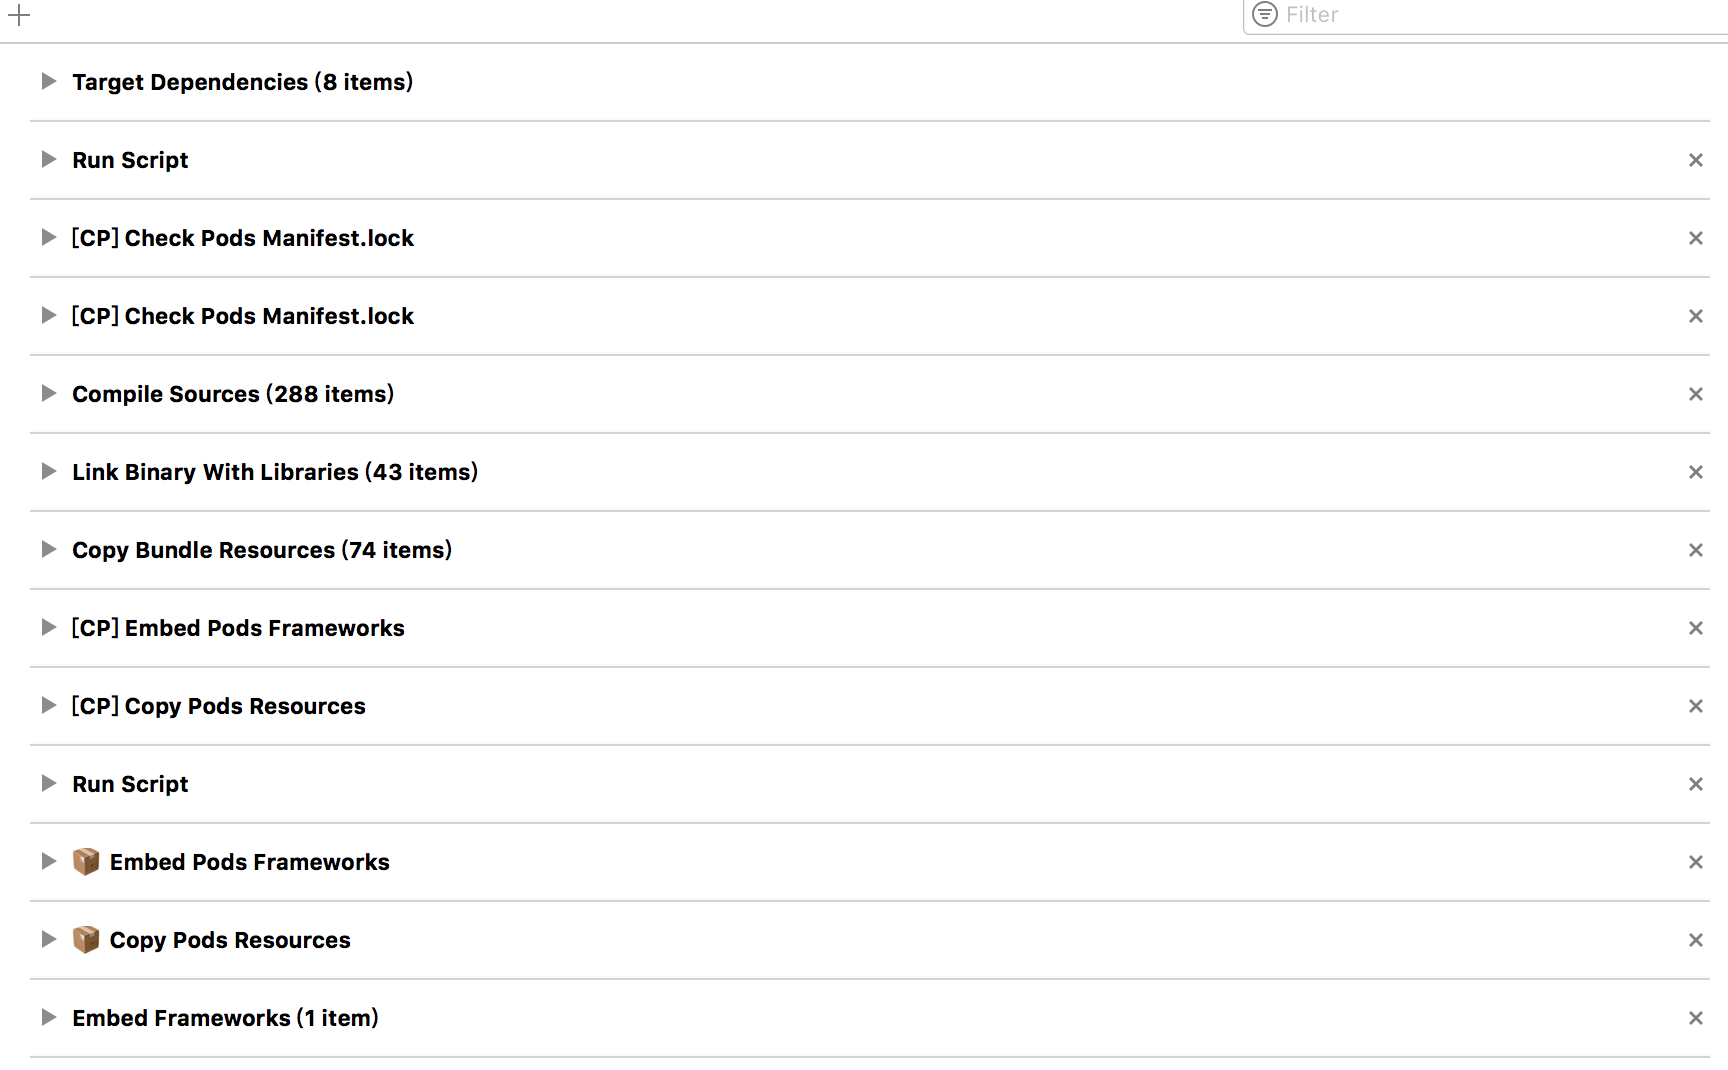 Filter
Target Dependencies (8 items)
Run Script
[CP] Check Pods Manifest.lock
[CP] Check Pods Manifest.lock
Compile Sources (288 items)
Link Binary With Libraries (43 items)
Copy Bundle Resources (74 items)
[CP] Embed Pods Frameworks
[CP] Copy Pods Resources
Run Script
📦 Embed Pods Frameworks
📦 Copy Pods Resources
Embed Frameworks (1 item)